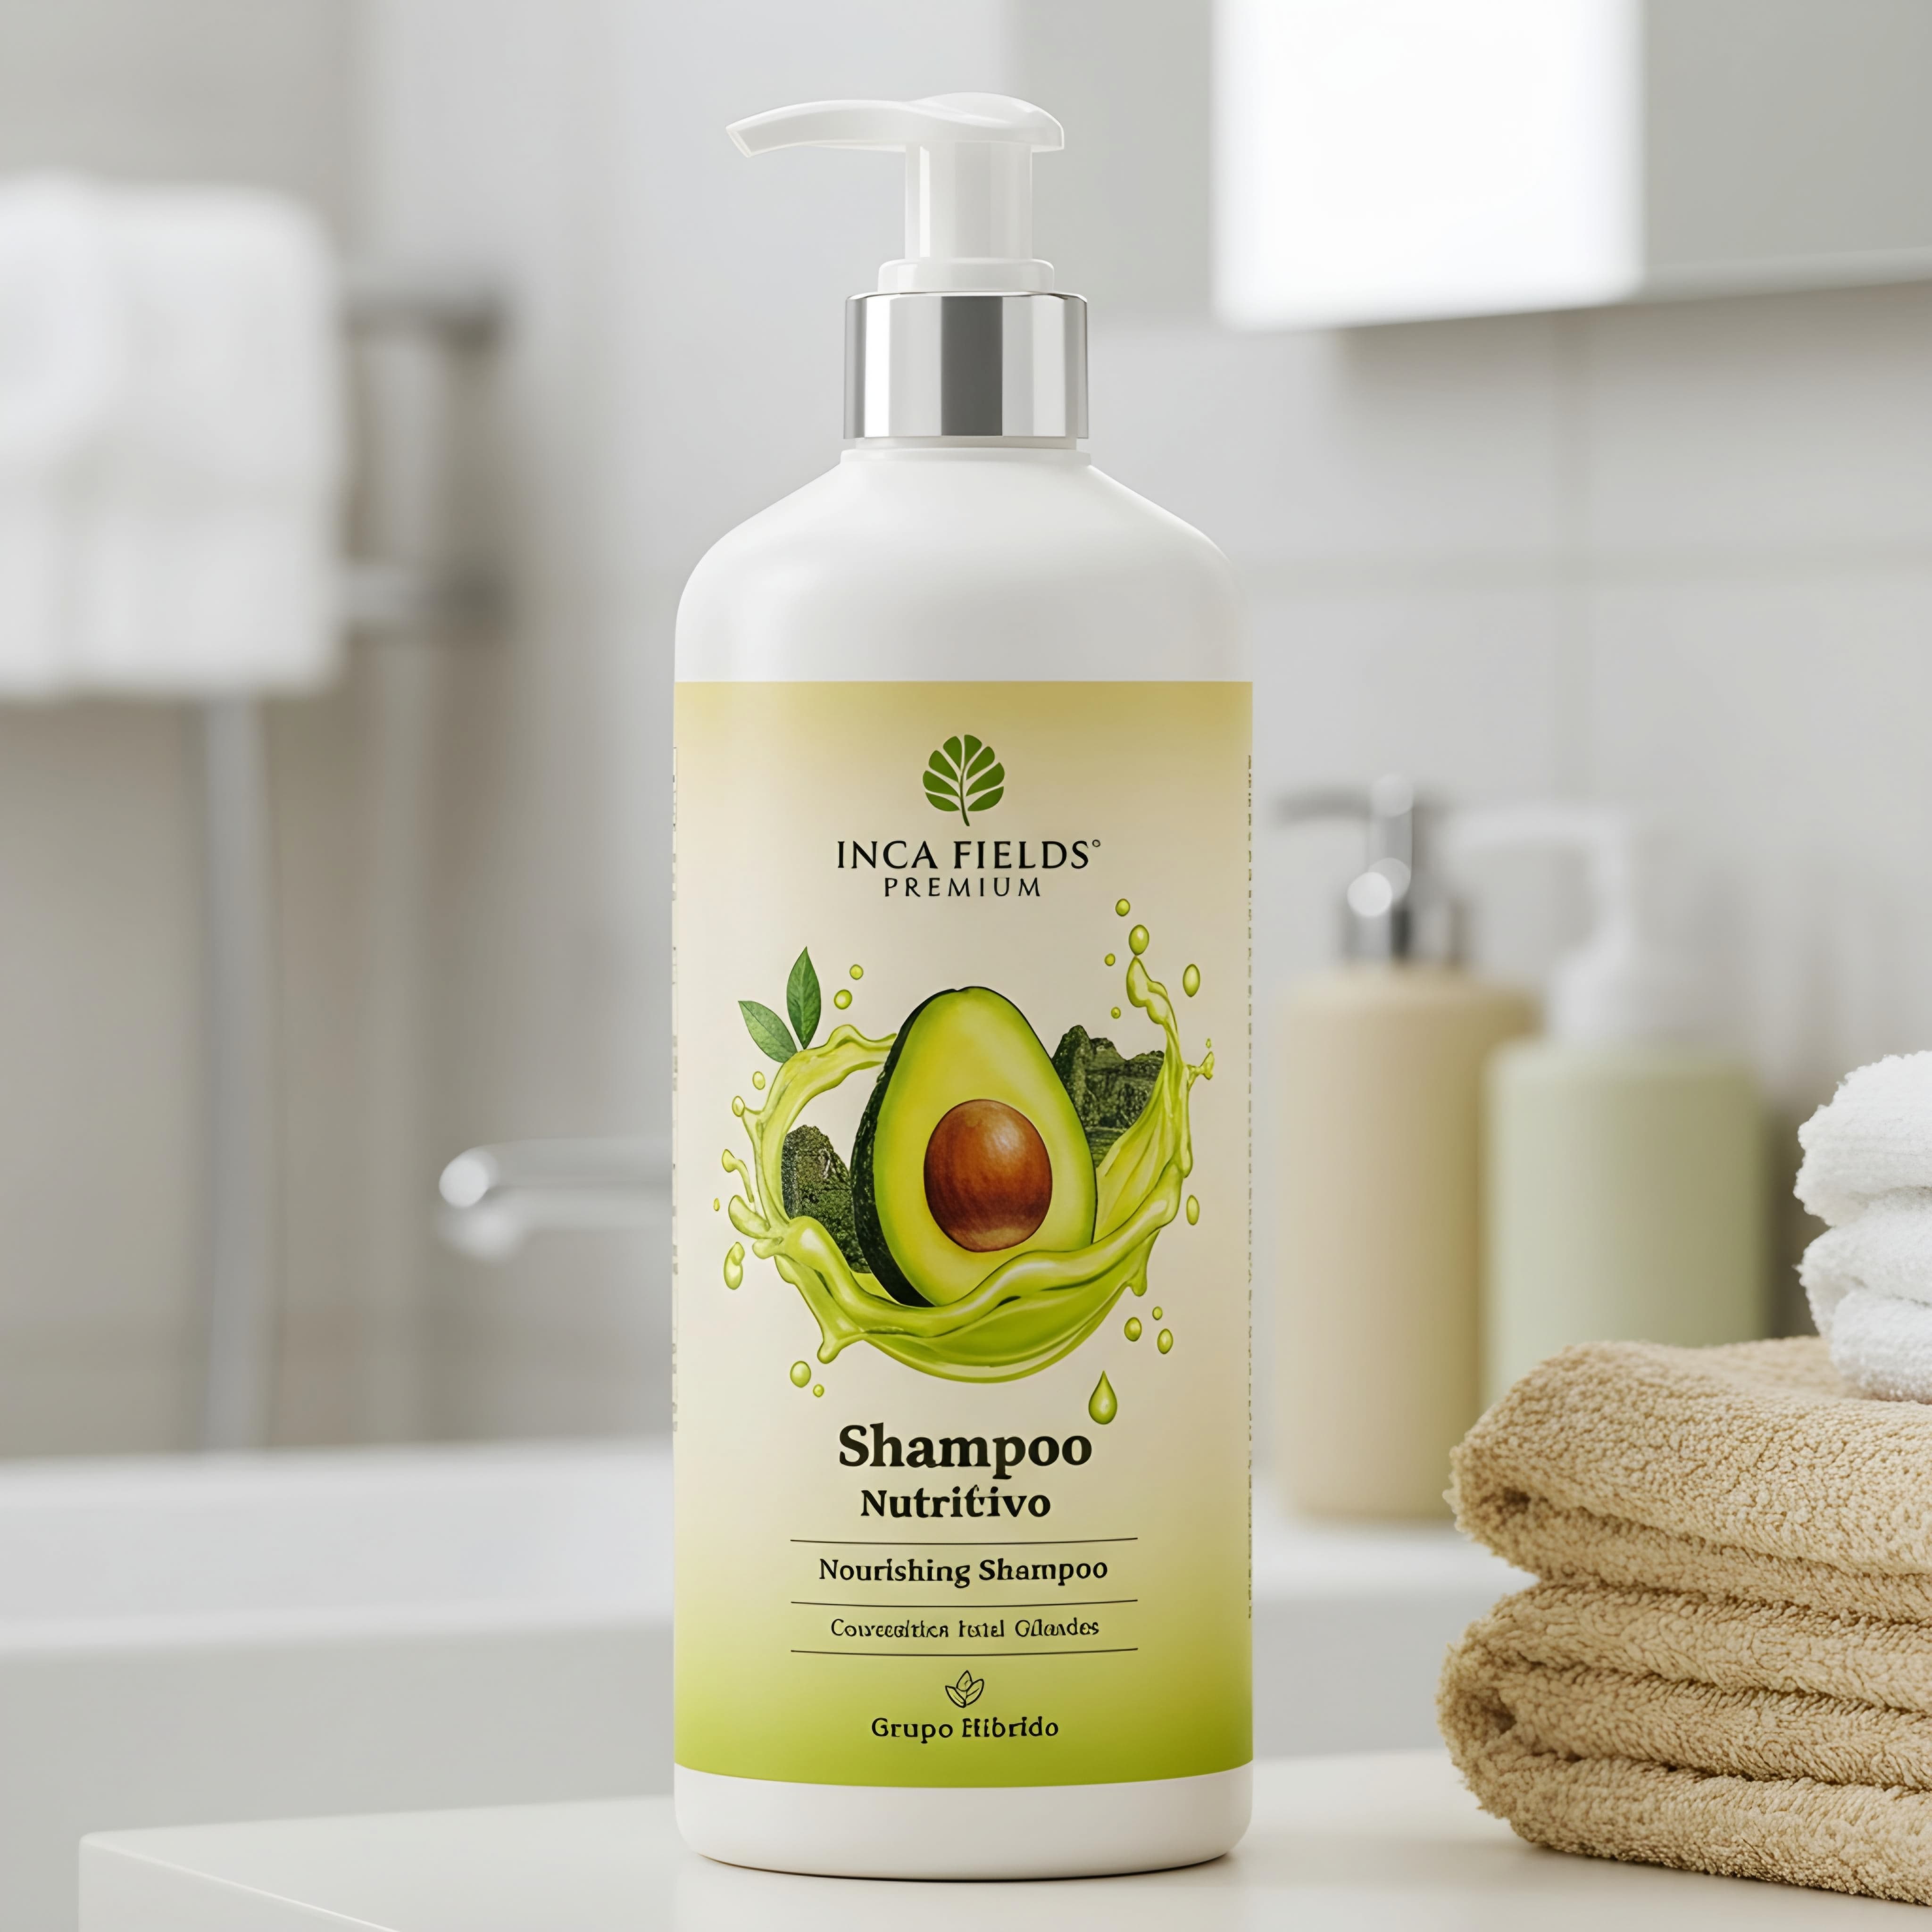 INCA FIELDS°
PREMIUM
Shampoo
Nutritivo
Nourishing Shampoo
Grupo